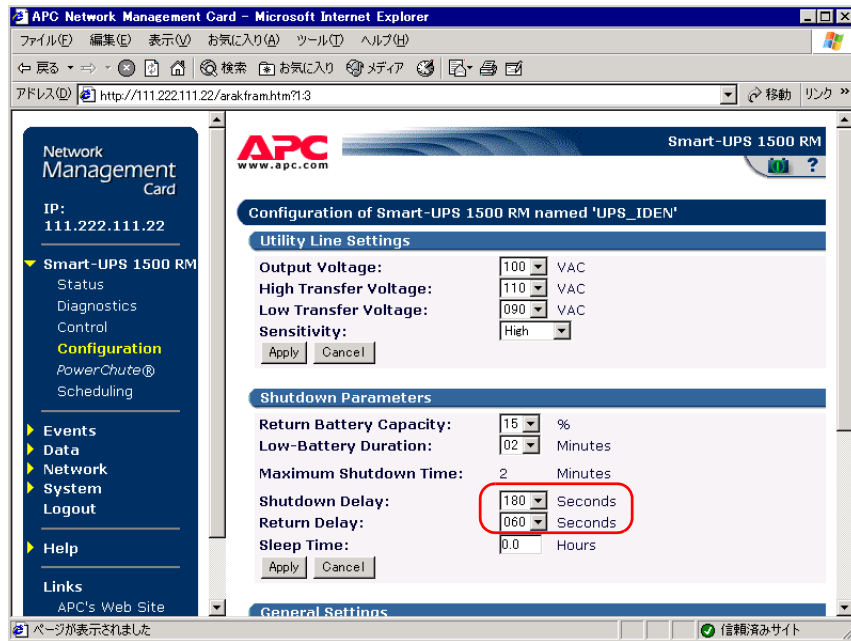 APC Network Management Card - Microsoft Internet Explorer
ファイル(F) 編集(E) 表示(V) お気に入り(A) ツール(T) ヘルプ(H)
戻る 検索 お気に入り メディア
アドレス(D) http://111.222.111.22/arakfram.htm?1:3 移動 リンク »
Network
Management
Card
IP:
111.222.111.22
Smart-UPS 1500 RM
Status
Diagnostics
Control
Configuration
PowerChute®
Scheduling
Events
Data
Network
System
Logout
Help
Links
APC's Web Site
APC
www.apc.com
Smart-UPS 1500 RM
?
Configuration of Smart-UPS 1500 RM named 'UPS_IDEN'
Utility Line Settings
Output Voltage: 100 VAC
High Transfer Voltage: 110 VAC
Low Transfer Voltage: 090 VAC
Sensitivity: High
Apply Cancel
Shutdown Parameters
Return Battery Capacity: 15 %
Low-Battery Duration: 02 Minutes
Maximum Shutdown Time: 2 Minutes
Shutdown Delay: 180 Seconds
Return Delay: 060 Seconds
Sleep Time: 0.0 Hours
Apply Cancel
General Settings
ページが表示されました 信頼済みサイト